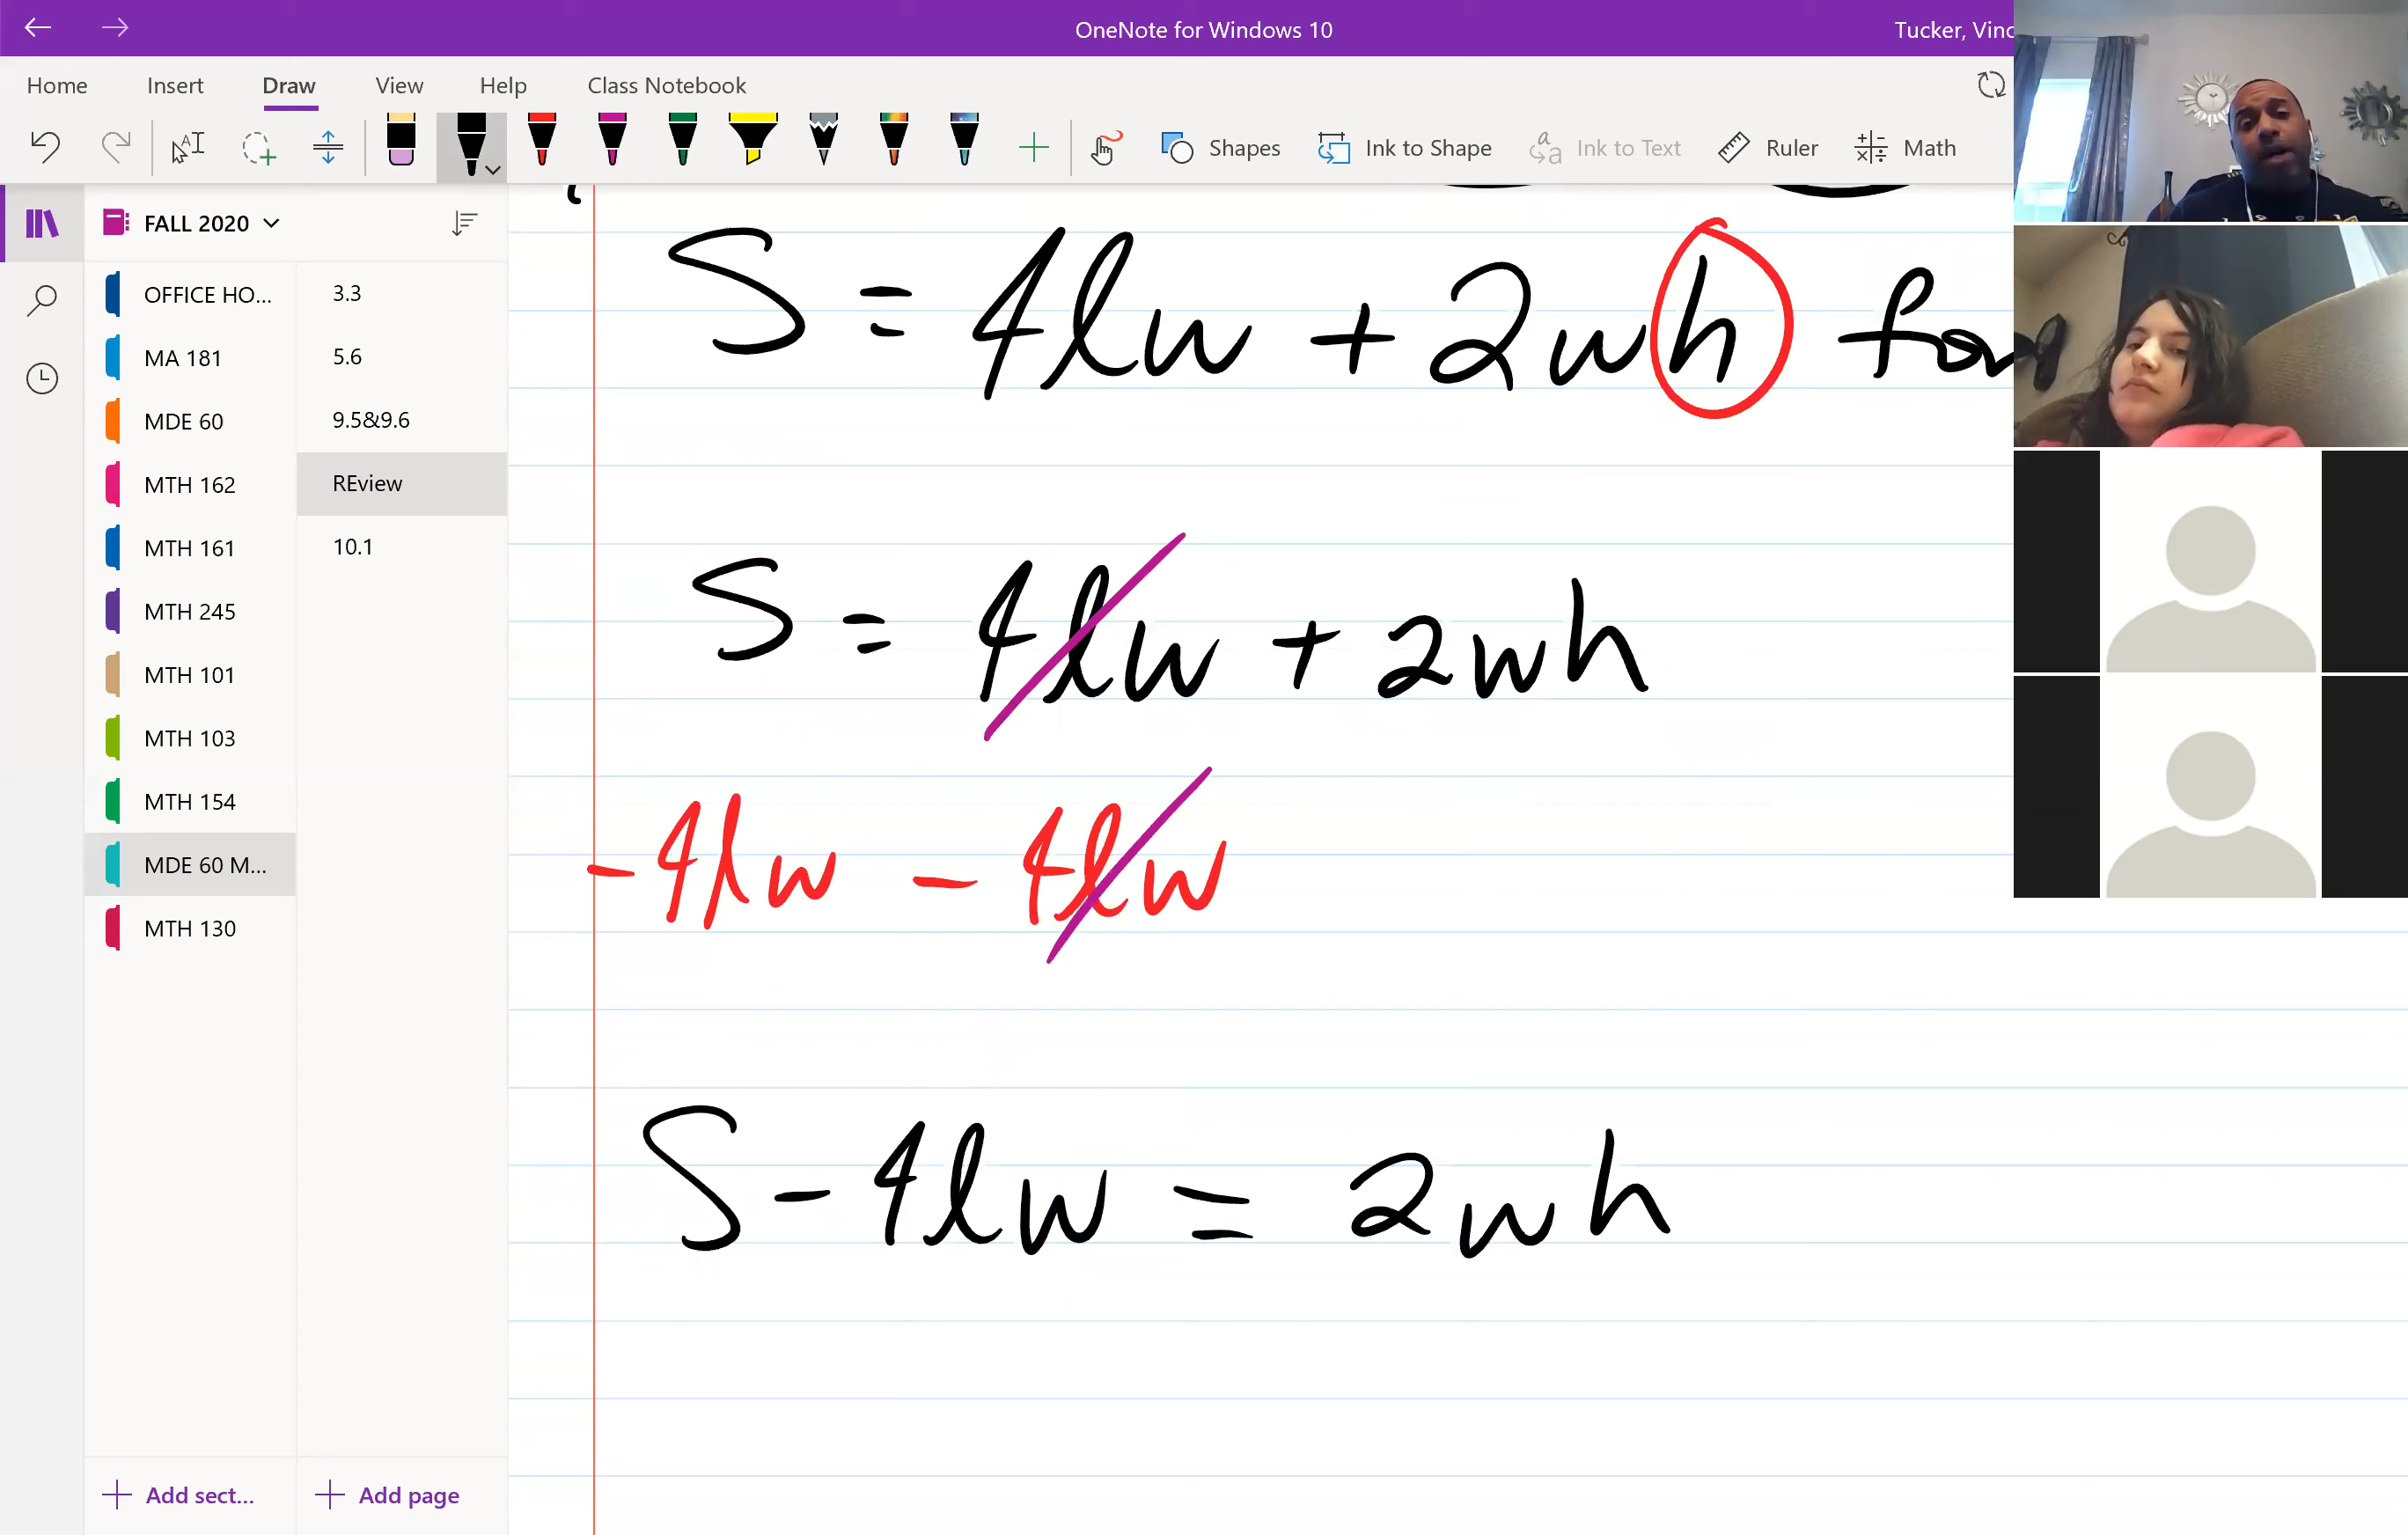 OneNote for Windows 10
Tucker, Vinc
Home Insert Draw View Help Class Notebook
Shapes Ink to Shape Ink to Text Ruler Math
FALL 2020
OFFICE HO...
MA 181
MDE 60
MTH 162
MTH 161
MTH 245
MTH 101
MTH 103
MTH 154
MDE 60 M...
MTH 130
Add sect...
3.3
5.6
9.5&9.6
REview
10.1
Add page
S = 4lw + 2wh for
S = 4lw + 2wh
-4lw - 4lw
S - 4lw = 2wh